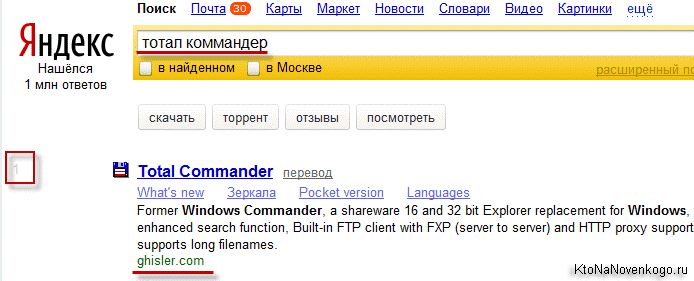 Поиск Почта 30 Карты Маркет Новости Словари Видео Картинки ещё
Яндекс
тотал коммандер
Нашёлся
1 млн ответов
в найденном в Москве расширенный по
скачать торрент отзывы посмотреть
1
Total Commander перевод
What's new Зеркала Pocket version Languages
Former Windows Commander, a shareware 16 and 32 bit Explorer replacement for Windows,
enhanced search function, Built-in FTP client with FXP (server to server) and HTTP proxy support
supports long filenames.
ghisler.com
KtoNaNovenkogo.ru